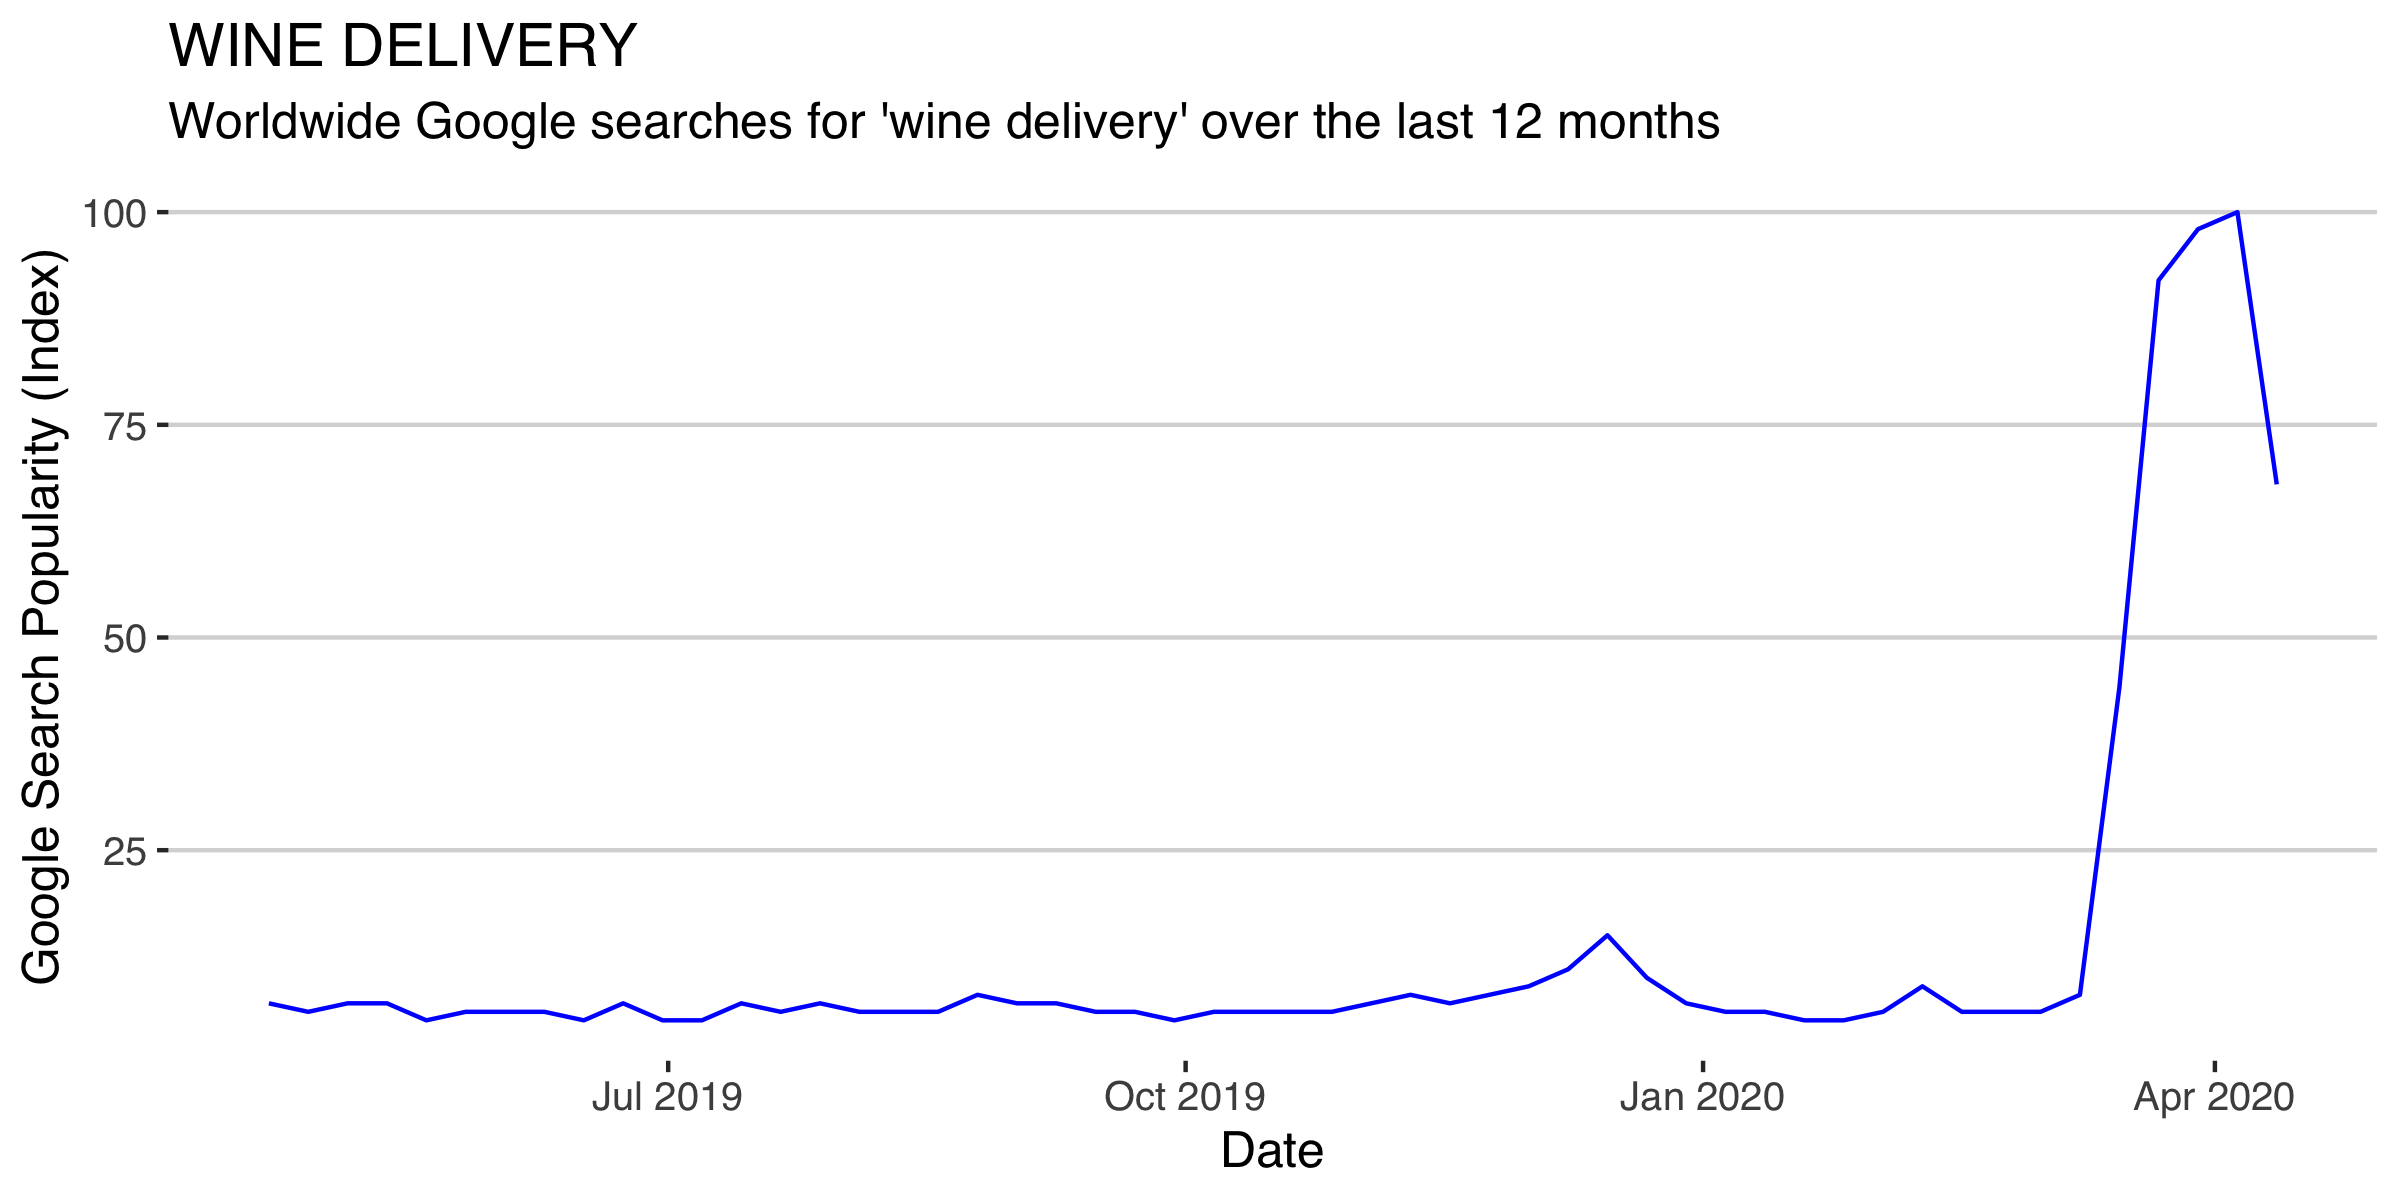 WINE DELIVERY
Worldwide Google searches for 'wine delivery' over the last 12 months
Google Search Popularity (Index)
100
75
50
25
Jul 2019
Oct 2019
Jan 2020
Apr 2020
Date